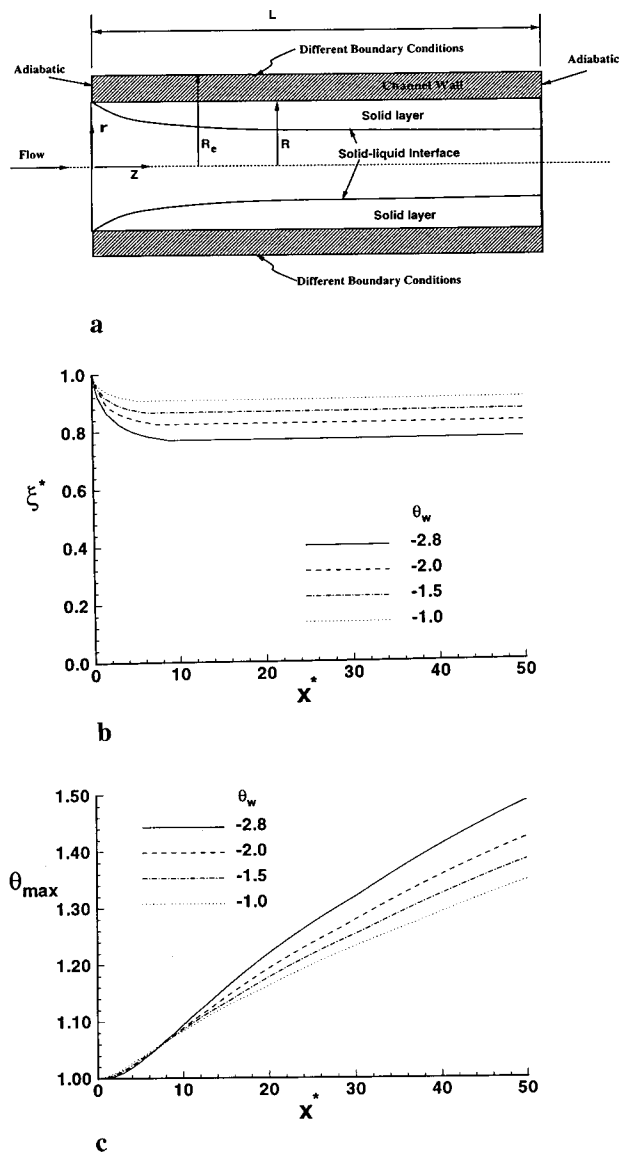 L
Different Boundary Conditions
Adiabatic
Adiabatic
Channel Wall
Solid layer
r
Flow
Re
R
Solid-liquid Interface
z
Solid layer
Different Boundary Conditions
a
1.0
0.8
ξ*
0.6
θw
-2.8
0.4
-2.0
-1.5
0.2
-1.0
0.0
0 10 20 30 40 50
x*
b
1.50
θw
-2.8
1.40
-2.0
θmax
-1.5
1.30
-1.0
1.20
1.10
1.00
0 10 20 30 40 50
x*
c